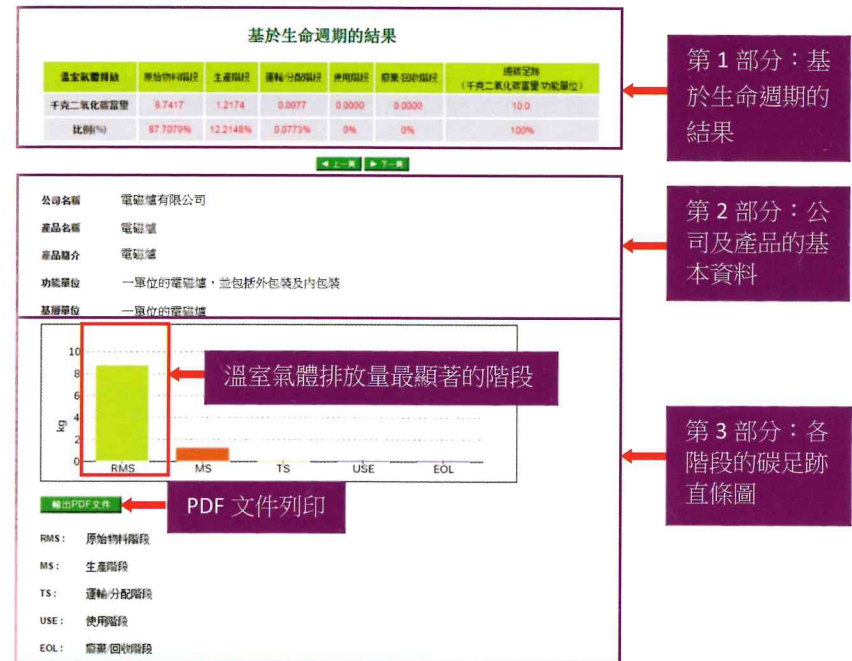 基於生命週期的結果
溫室氣體排放 原始物料階段 生產階段 運輸/分配階段 使用階段 廢棄/回收階段 總碳足跡（千克二氧化碳當量/功能單位）
千克二氧化碳當量 8.7417 1.2174 0.0077 0.0000 0.0000 10.0
比例(%) 87.7079% 12.2148% 0.0773% 0% 0%  100%
第 1 部分：基
於生命週期的
結果
上一頁 下一頁
公司名稱 電磁爐有限公司
產品名稱 電磁爐
產品簡介 電磁爐
功能單位 一單位的電磁爐，並包括外包裝及內包裝
基層單位 一單位的電磁爐
第 2 部分：公
司及產品的基
本資料
10
8
6
4
2
0
kg
RMS MS TS USE EOL
溫室氣體排放量最顯著的階段
第 3 部分：各
階段的碳足跡
直條圖
輸出PDF文件
PDF 文件列印
RMS： 原始物料階段
MS： 生產階段
TS： 運輸/分配階段
USE： 使用階段
EOL： 廢棄/回收階段